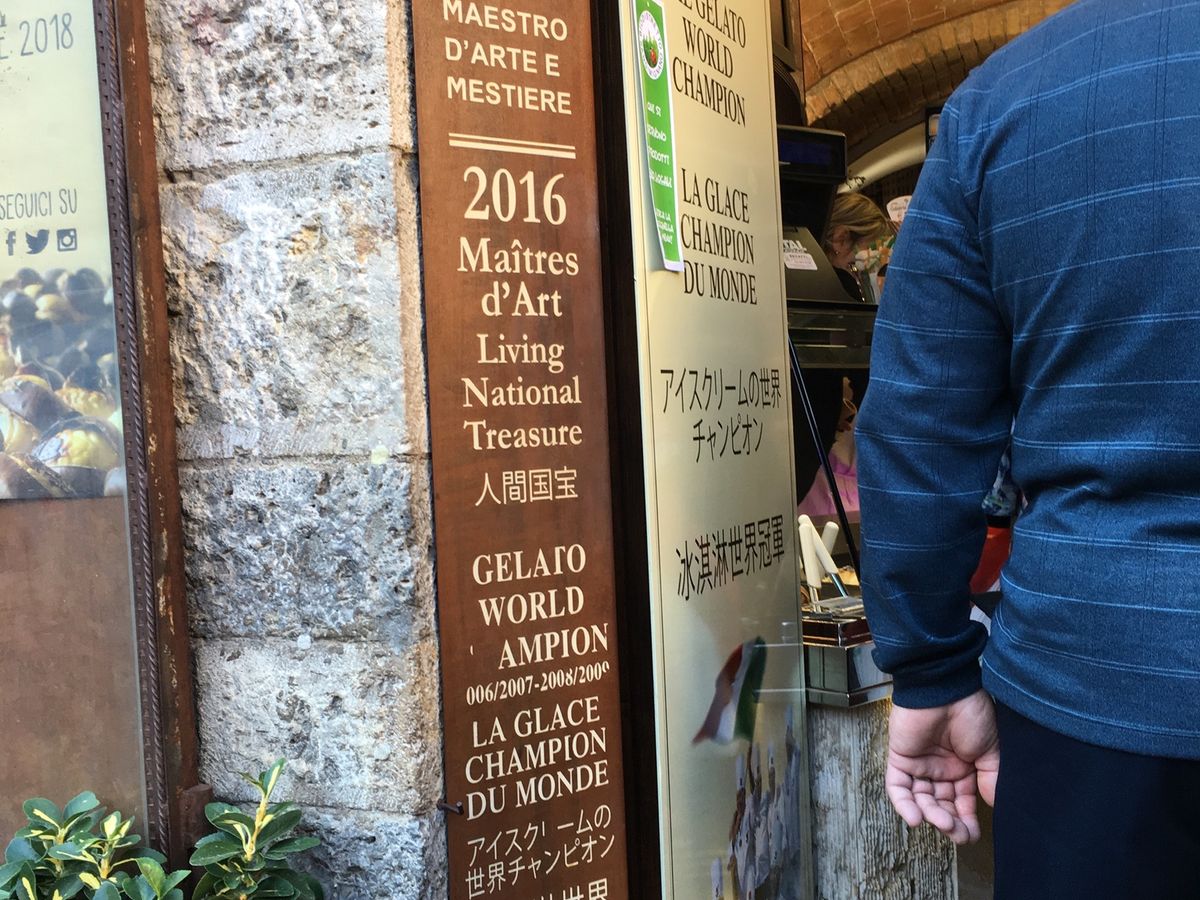 2018
SEGUICI SU
MAESTRO
D'ARTE E
MESTIERE
2016
Maîtres
d'Art
Living
National
Treasure
人間国宝
GELATO
WORLD
AMPION
006/2007-2008/2009
LA GLACE
CHAMPION
DU MONDE
アイスクリームの
世界チャンピオン
GELATO
WORLD
CHAMPION
LA GLACE
CHAMPION
DU MONDE
アイスクリームの世界
チャンピオン
冰淇淋世界冠軍
QUI SI